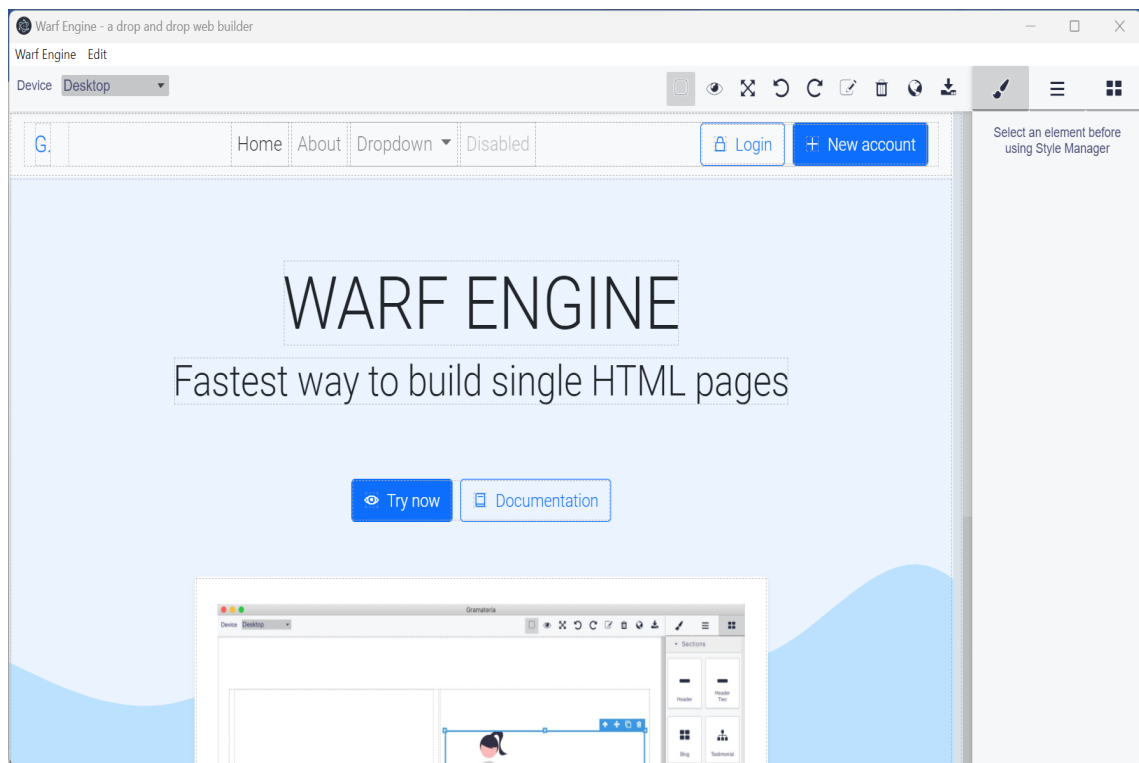 Warf Engine - a drop and drop web builder
Warf Engine Edit
Device Desktop
Select an element before
using Style Manager
G.
Home About Dropdown Disabled
Login New account
WARF ENGINE
Fastest way to build single HTML pages
Try now Documentation
Gramateria
Device Desktop
Sections
Header
Header
Two
Blog
Testimonial